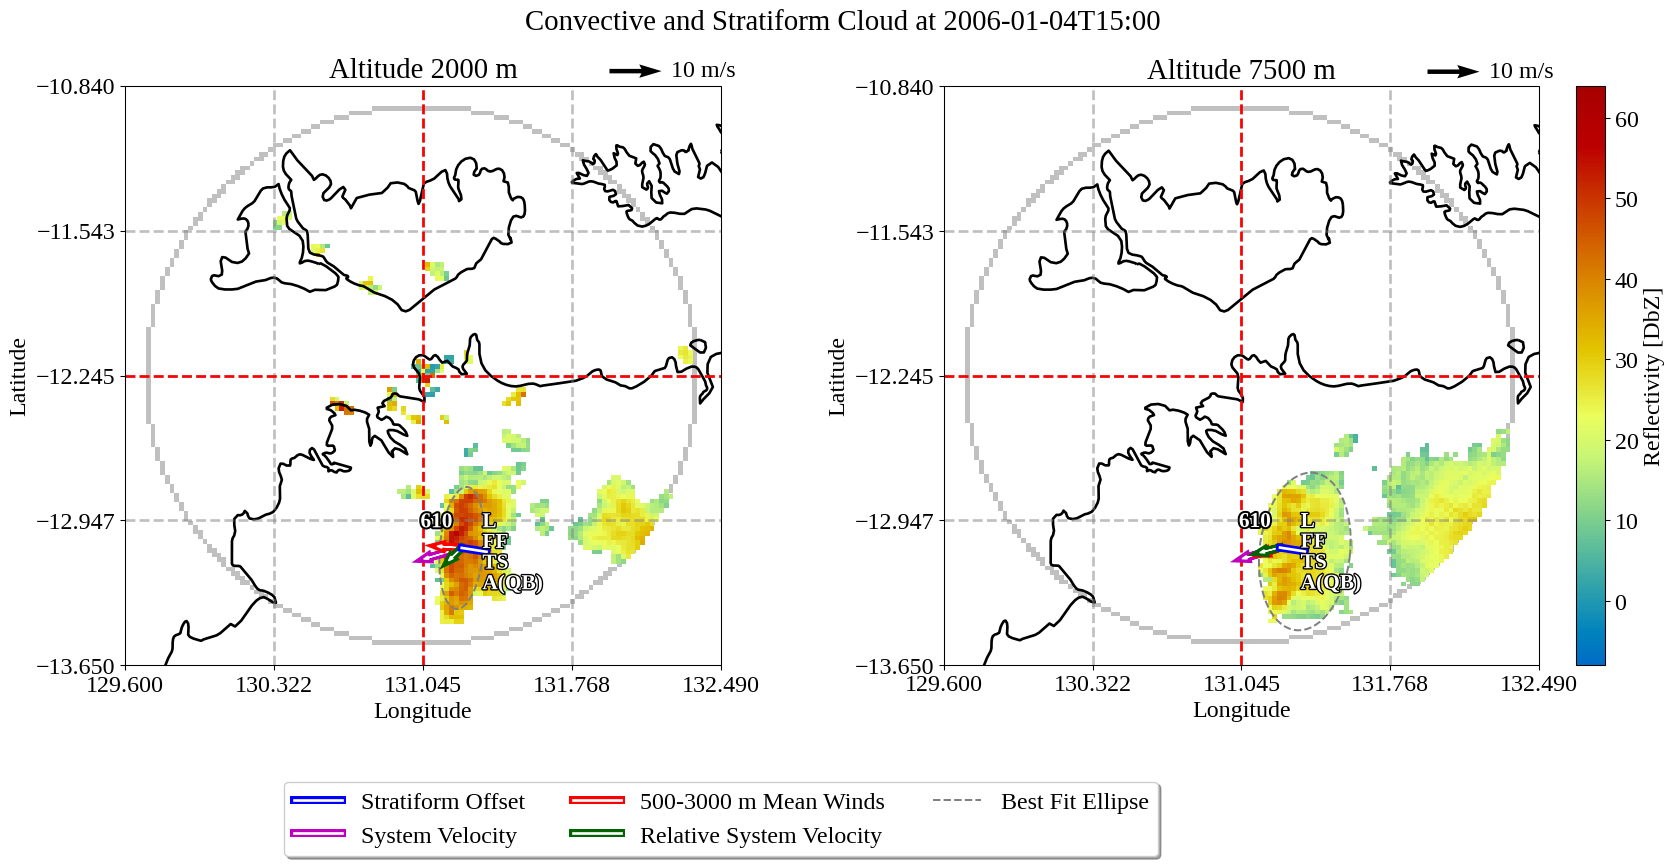 Convective and Stratiform Cloud at 2006-01-04T15:00
Altitude 2000 m
10 m/s
Altitude 7500 m
10 m/s
−10.840
−11.543
−12.245
−12.947
−13.650
Latitude
129.600
130.322
131.045
131.768
132.490
Longitude
610
L
FF
TS
A(QB)
−10.840
−11.543
−12.245
−12.947
−13.650
Latitude
129.600
130.322
131.045
131.768
132.490
Longitude
610
L
FF
TS
A(QB)
60
50
40
30
20
10
0
Reflectivity [DbZ]
Stratiform Offset
500-3000 m Mean Winds
Best Fit Ellipse
System Velocity
Relative System Velocity